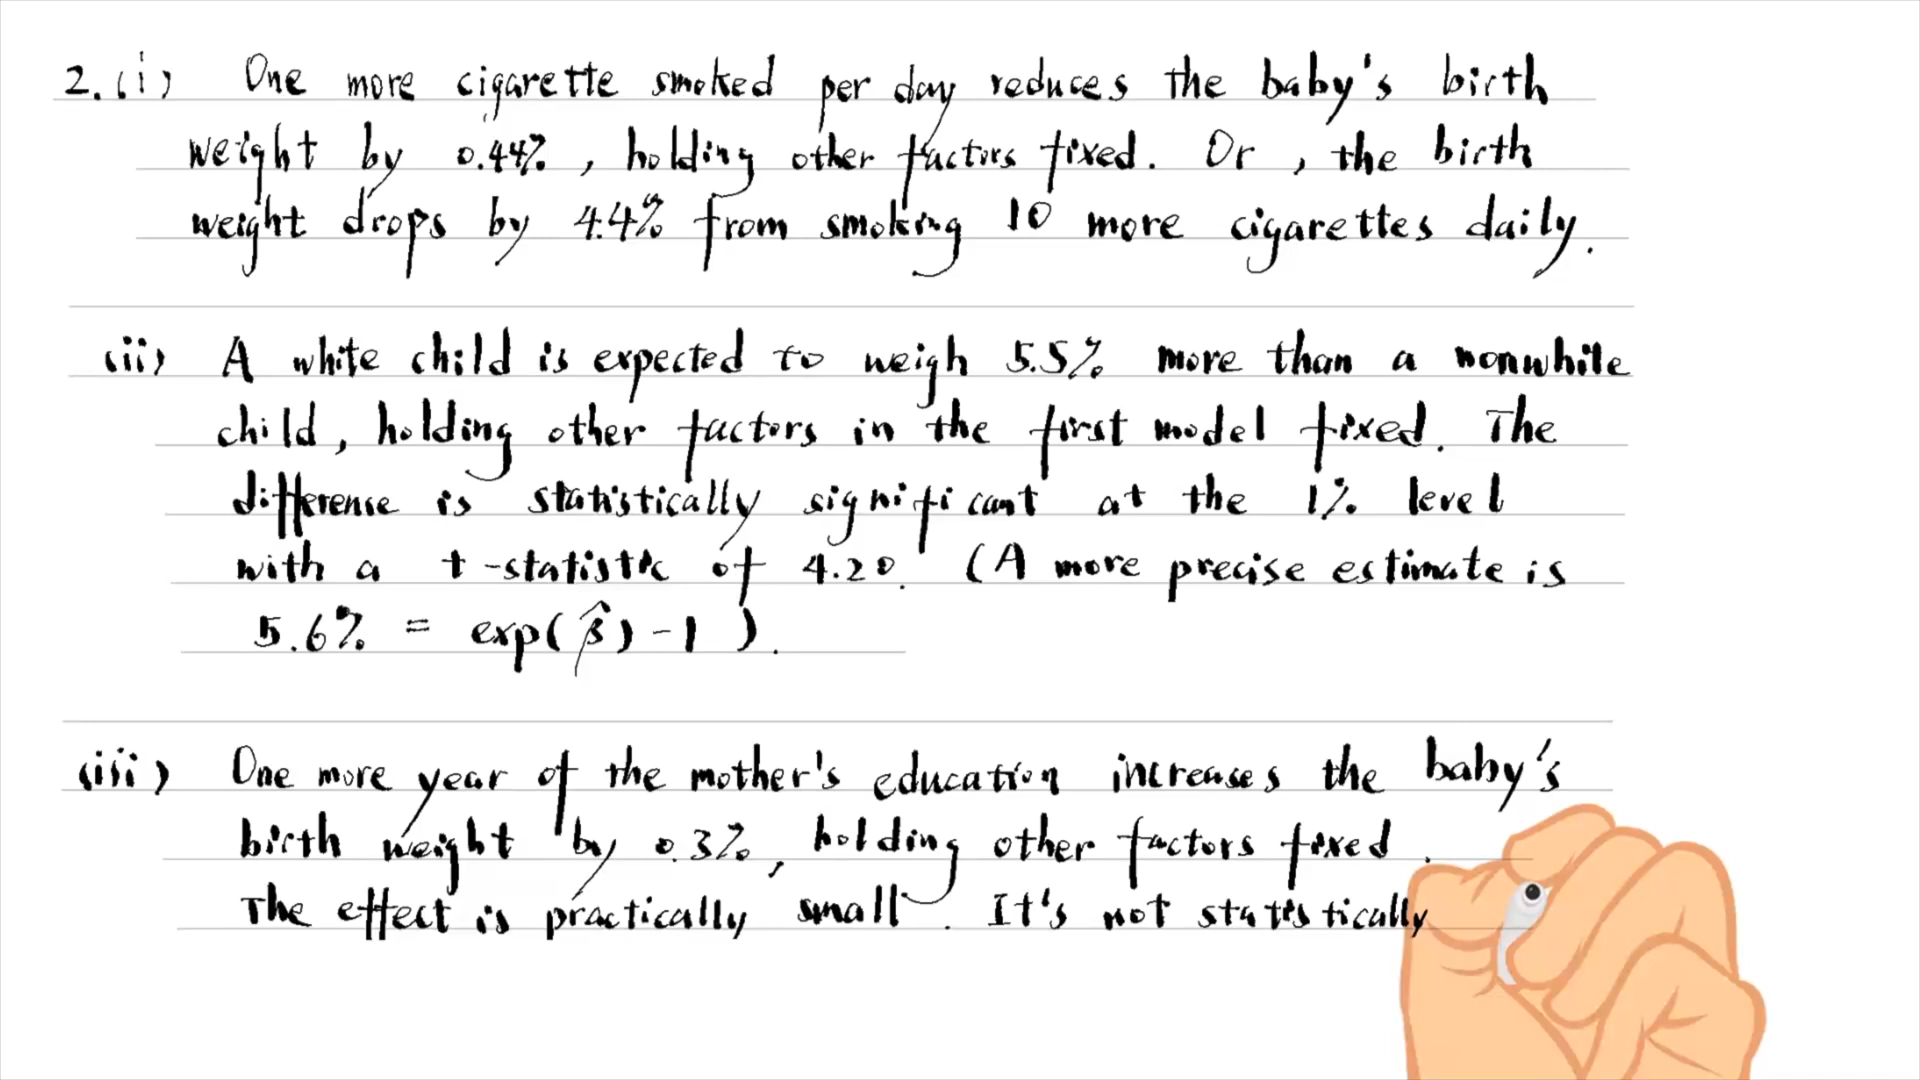 2. (i) One more cigarette smoked per day reduces the baby's birth
weight by 0.44%, holding other factors fixed. Or, the birth
weight drops by 4.4% from smoking 10 more cigarettes daily.
(ii) A white child is expected to weigh 5.5% more than a nonwhite
child, holding other factors in the first model fixed. The
difference is statistically significant at the 1% level
with a t-statistic of 4.20. (A more precise estimate is
5.6% = exp(β̂)-1).
(iii) One more year of the mother's education increases the baby's
birth weight by 0.3%, holding other factors fixed.
The effect is practically small. It's not statistically